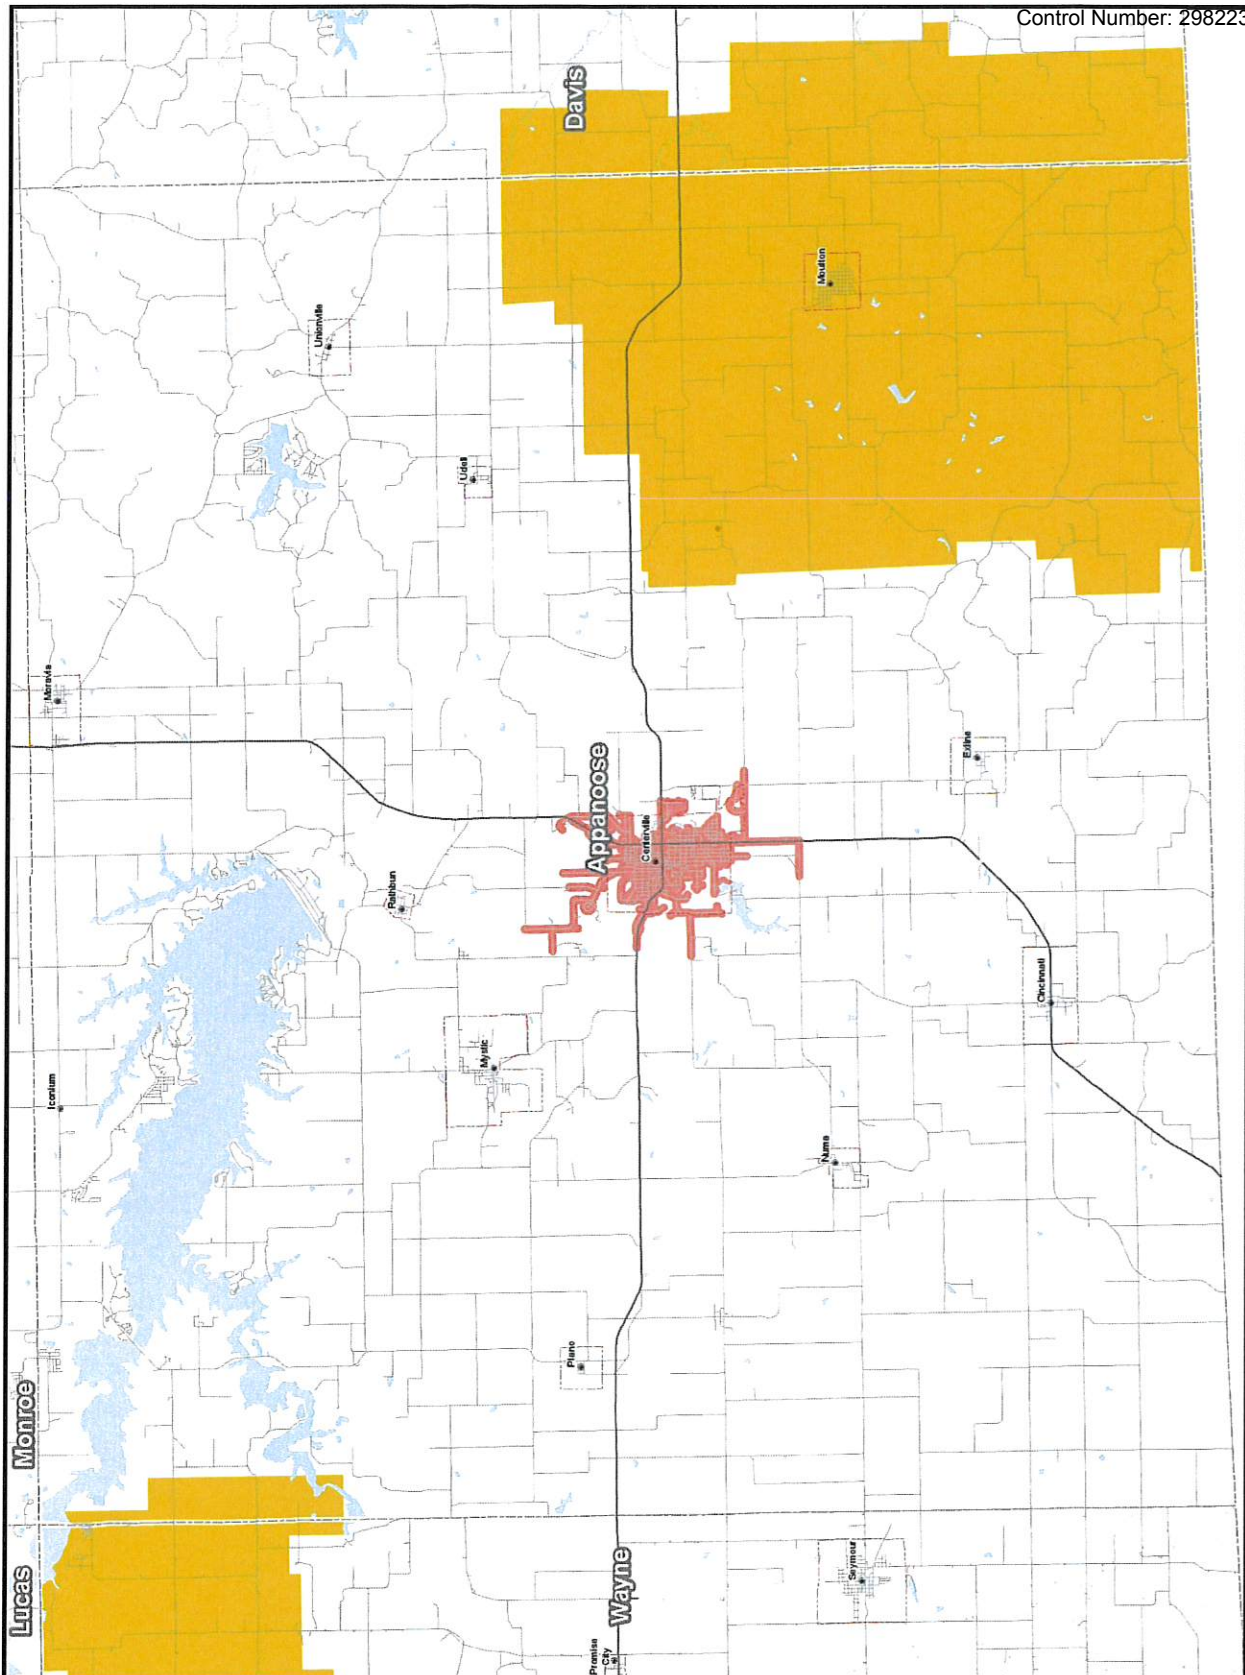 Control Number: 298223
Davis
Moulton
Unionville
Udell
Moravia
Exline
Appanoose
Centerville
Rathbun
Cincinnati
Mystic
Iconium
Numa
Plano
Monroe
Lucas
Wayne
Seymour
Promise
City